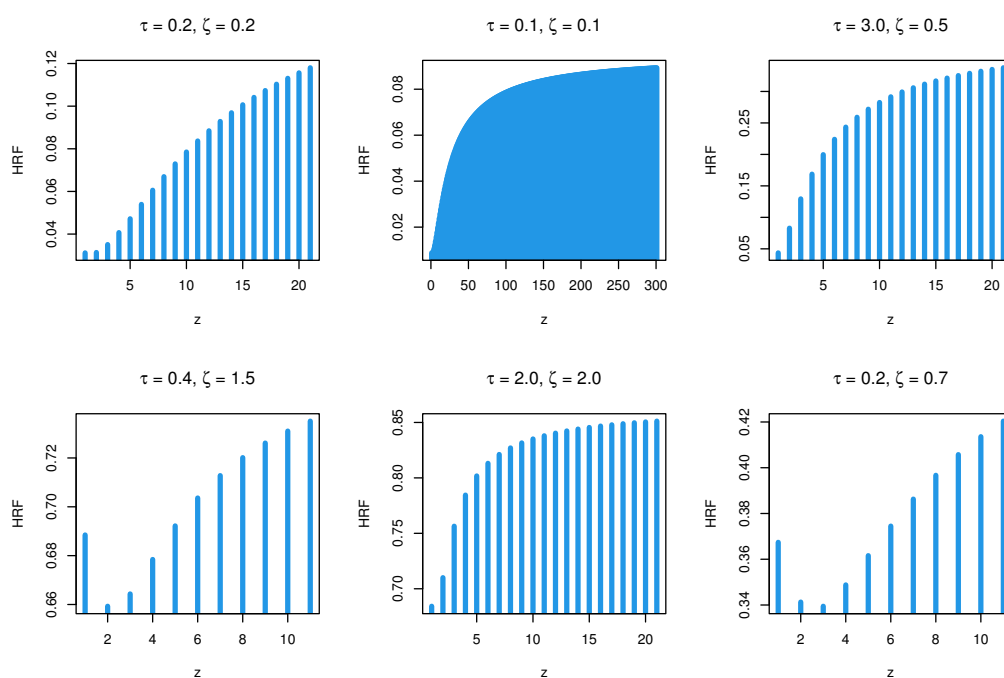 τ = 0.2, ζ = 0.2
HRF
0.04 0.06 0.08 0.10 0.12
5 10 15 20
z
τ = 0.1, ζ = 0.1
HRF
0.02 0.04 0.06 0.08
0 50 100 150 200 250 300
z
τ = 3.0, ζ = 0.5
HRF
0.05 0.15 0.25
5 10 15 20
z
τ = 0.4, ζ = 1.5
HRF
0.66 0.68 0.70 0.72
2 4 6 8 10
z
τ = 2.0, ζ = 2.0
HRF
0.70 0.75 0.80 0.85
5 10 15 20
z
τ = 0.2, ζ = 0.7
HRF
0.34 0.36 0.38 0.40 0.42
2 4 6 8 10
z